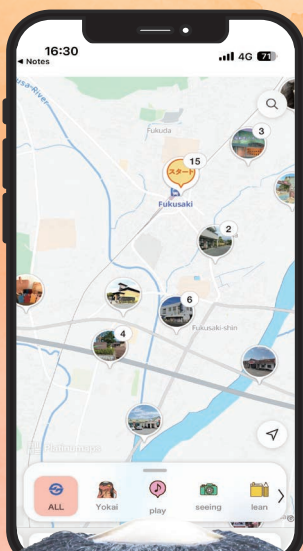 16:30
4G 71
◀ Notes
Fukuda
3
15
スタート
Fukusaki
2
6
Fukusaki-shin
4
ALL
Yokai
play
seeing
lean